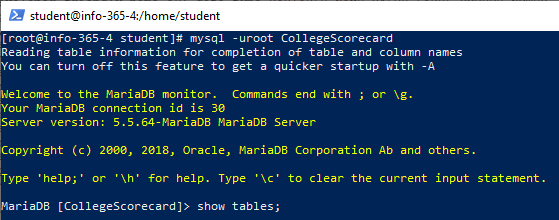 student@info-365-4:/home/student
[root@info-365-4 student]# mysql -uroot CollegeScorecard
Reading table information for completion of table and column names
You can turn off this feature to get a quicker startup with -A
Welcome to the MariaDB monitor.  Commands end with ; or \g.
Your MariaDB connection id is 30
Server version: 5.5.64-MariaDB MariaDB Server
Copyright (c) 2000, 2018, Oracle, MariaDB Corporation Ab and others.
Type 'help;' or '\h' for help. Type '\c' to clear the current input statement.
MariaDB [CollegeScorecard]> show tables;